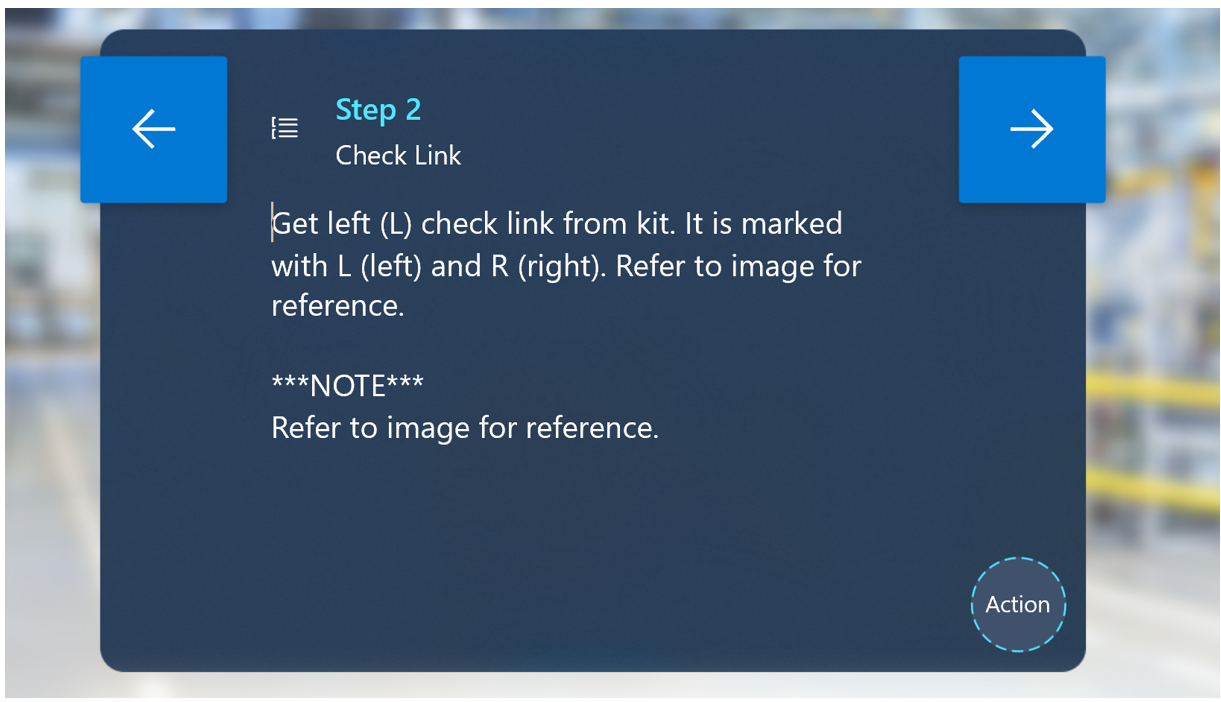 Step 2
Check Link
Get left (L) check link from kit. It is marked
with L (left) and R (right). Refer to image for
reference.
***NOTE***
Refer to image for reference.
Action